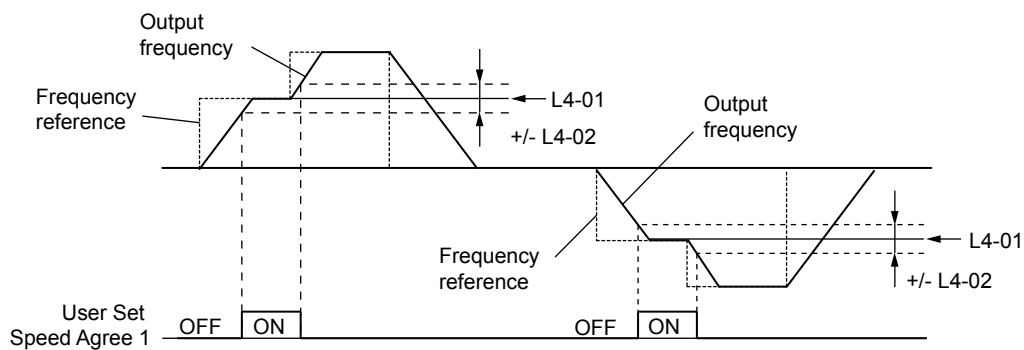 Output
frequency
Frequency
reference
L4-01
+/- L4-02
Output
frequency
Frequency
reference
L4-01
+/- L4-02
User Set
Speed Agree 1
OFF
ON
OFF
ON